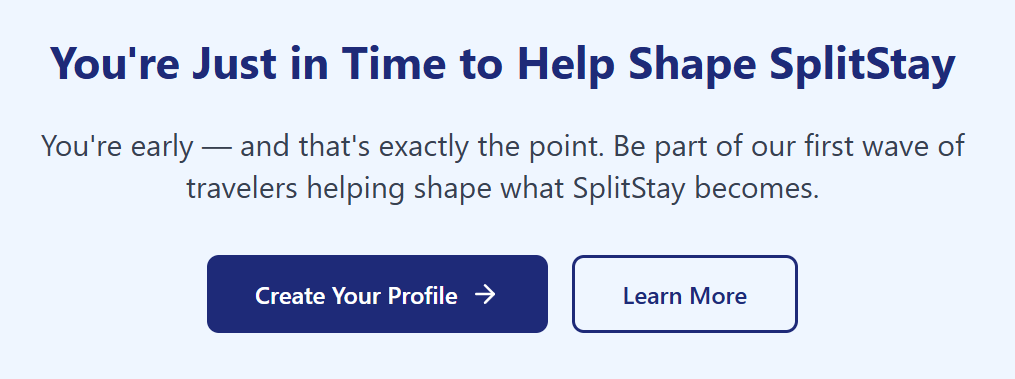 You're Just in Time to Help Shape SplitStay
You're early — and that's exactly the point. Be part of our first wave of
travelers helping shape what SplitStay becomes.
Create Your Profile →
Learn More